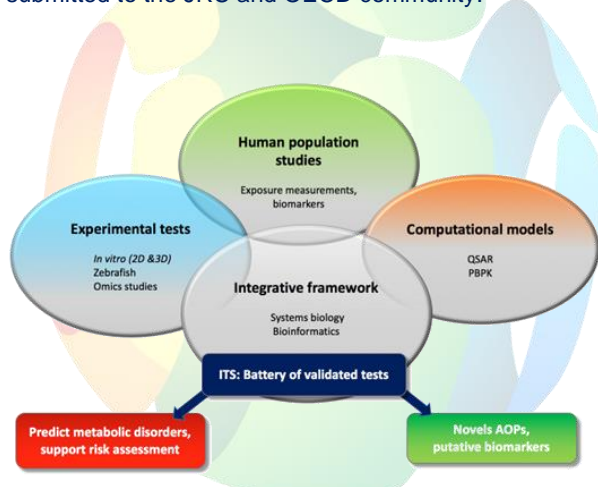 submitted to the JRC and OECD community.
Human population
studies
Exposure measurements,
biomarkers
Experimental tests
In vitro (2D &3D)
Zebrafish
Omics studies
Computational models
QSAR
PBPK
Integrative framework
Systems biology
Bioinformatics
ITS: Battery of validated tests
Predict metabolic disorders,
support risk assessment
Novels AOPs,
putative biomarkers